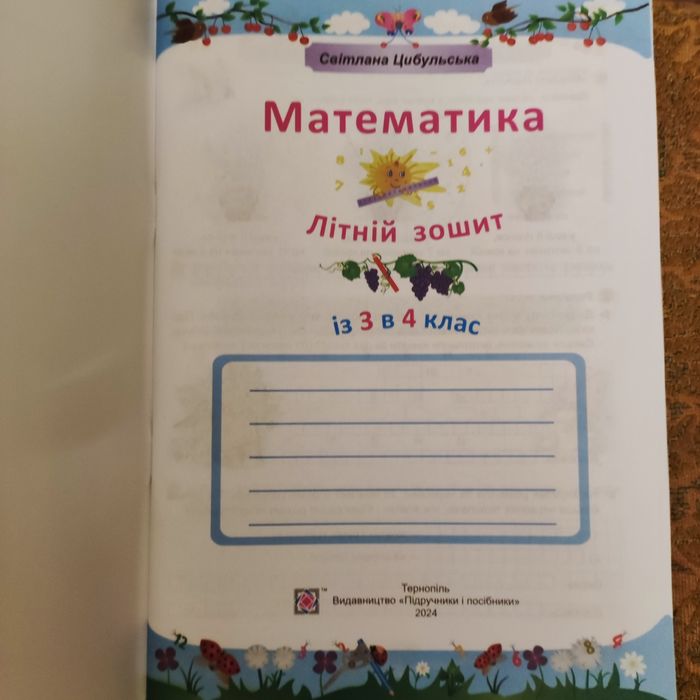 Світлана Цибульська
Математика
Літній зошит
із 3 в 4 клас
Тернопіль
Видавництво «Підручники і посібники»
2024